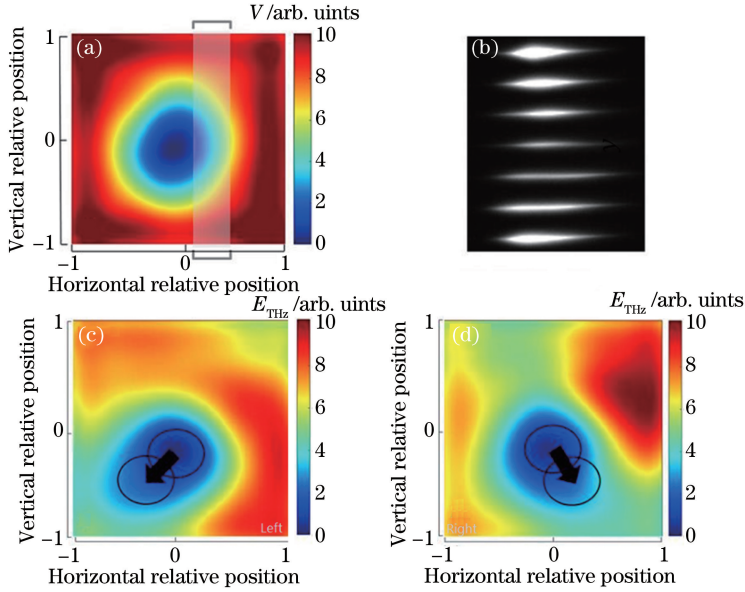 V /arb. uints
(a)
10
8
6
4
2
0
1
0
−1
Vertical relative position
−1 0 1
Horizontal relative position
(b)
E_THz /arb. uints
(c)
10
8
6
4
2
0
1
0
−1
Vertical relative position
Left
−1 0 1
Horizontal relative position
E_THz /arb. uints
(d)
10
8
6
4
2
0
1
0
−1
Vertical relative position
Right
−1 0 1
Horizontal relative position